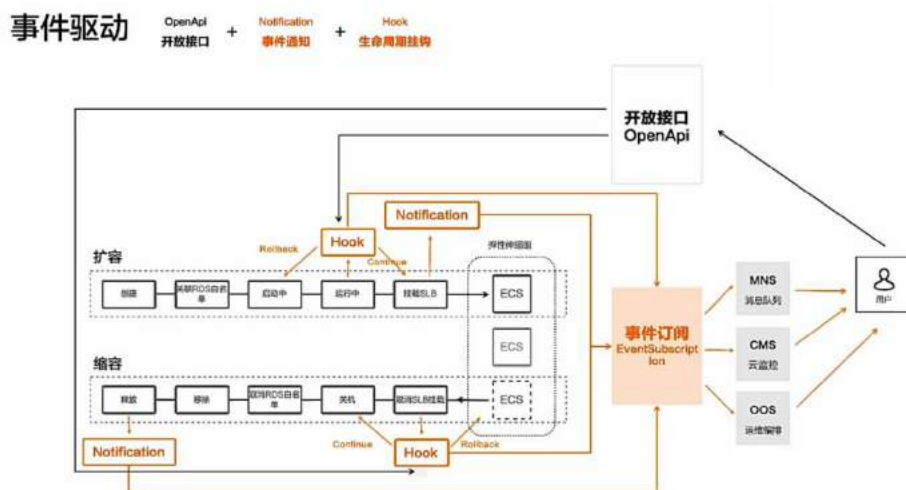 事件驱动
OpenApi
开放接口
+
Notification
事件通知
+
Hook
生命周期挂钩
开放接口
OpenApi
Notification
Hook
Rollback
Continue
弹性伸缩组
扩容
创建
关联RDS白名
单
启动中
运行中
挂载SLB
ECS
ECS
缩容
释放
移除
取消RDS白名
单
关机
取消SLB挂载
ECS
Notification
Continue
Hook
Rollback
事件订阅
EventSubscript
ion
MNS
消息队列
CMS
云监控
OOS
运维编排
用户